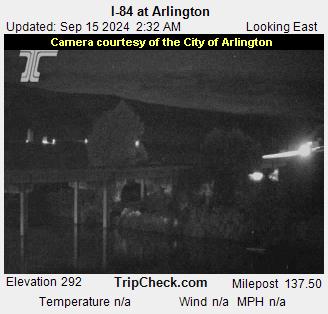 I-84 at Arlington
Updated: Sep 15 2024 2:32 AM Looking East
Camera courtesy of the City of Arlington
Elevation 292 TripCheck.com Milepost 137.50
Temperature n/a Wind n/a MPH n/a